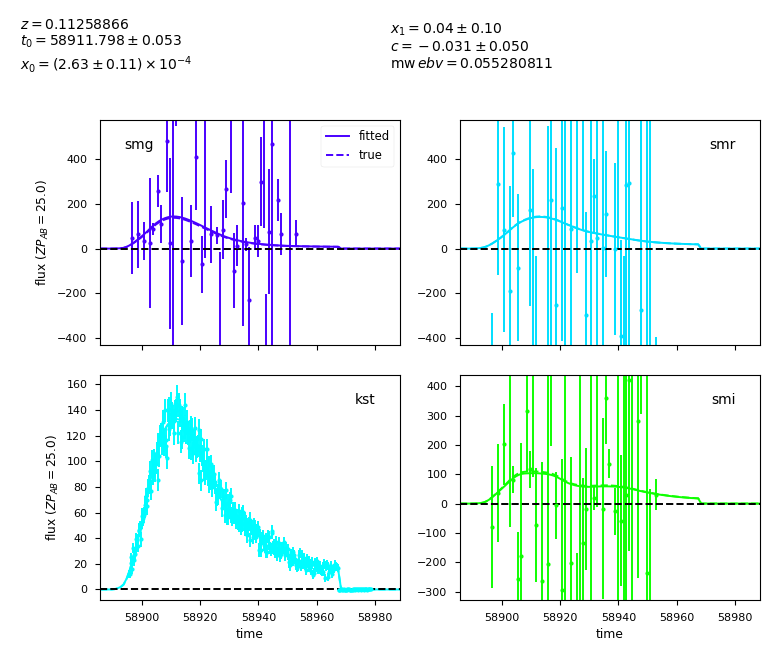 z = 0.11258866
t₀ = 58911.798 ± 0.053
x₀ = (2.63 ± 0.11) × 10⁻⁴
x₁ = 0.04 ± 0.10
c = −0.031 ± 0.050
mw ebv = 0.055280811
smg
fitted
true
400
200
0
−200
−400
flux (ZP_AB = 25.0)
smr
400
200
0
−200
−400
kst
160
140
120
100
80
60
40
20
0
flux (ZP_AB = 25.0)
58900 58920 58940 58960 58980
time
smi
400
300
200
100
0
−100
−200
−300
58900 58920 58940 58960 58980
time